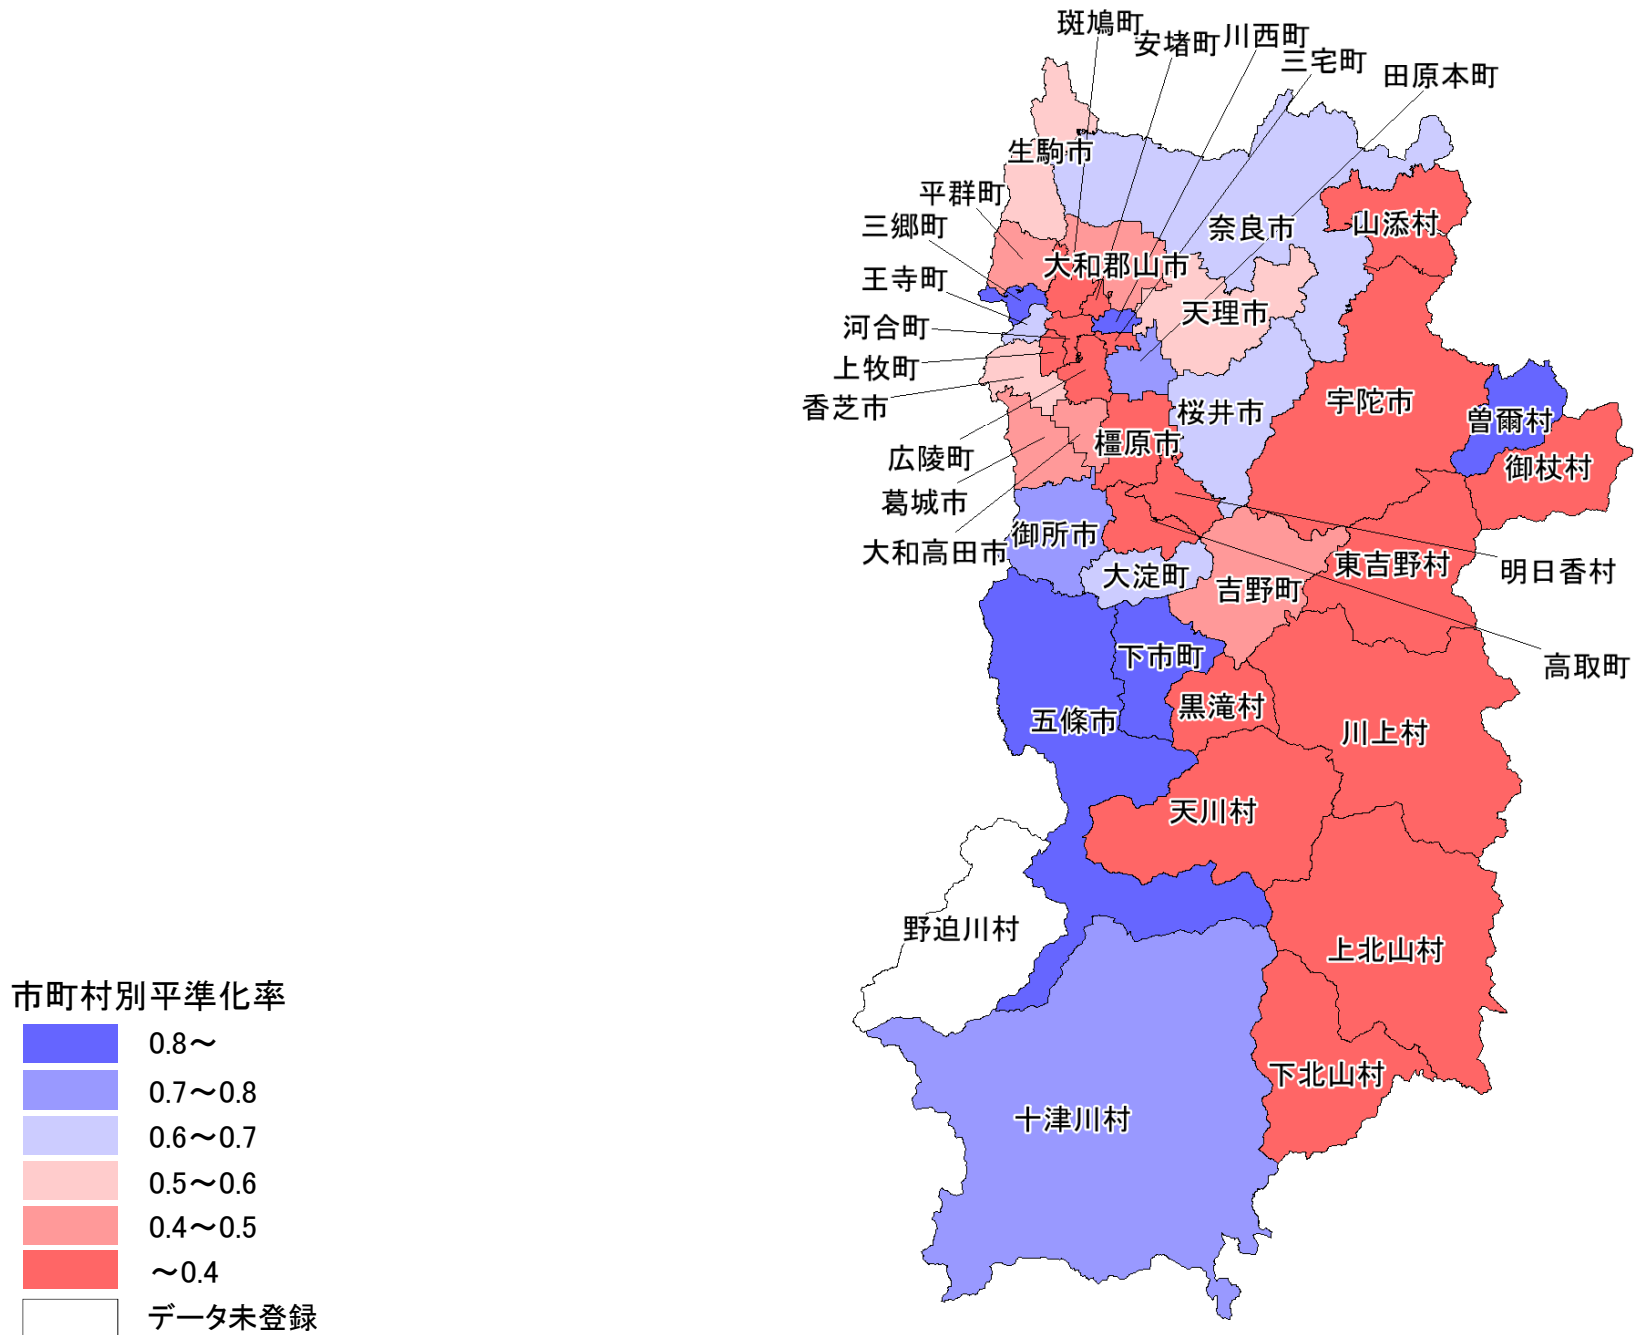 斑鳩町
安堵町
川西町
三宅町
田原本町
生駒市
平群町
三郷町
奈良市
山添村
大和郡山市
王寺町
天理市
河合町
上牧町
香芝市
桜井市
宇陀市
曽爾村
橿原市
広陵町
御杖村
葛城市
大和高田市
御所市
大淀町
吉野町
東吉野村
明日香村
下市町
高取町
黒滝村
五條市
川上村
天川村
野迫川村
上北山村
下北山村
十津川村
市町村別平準化率
0.8～
0.7～0.8
0.6～0.7
0.5～0.6
0.4～0.5
～0.4
データ未登録